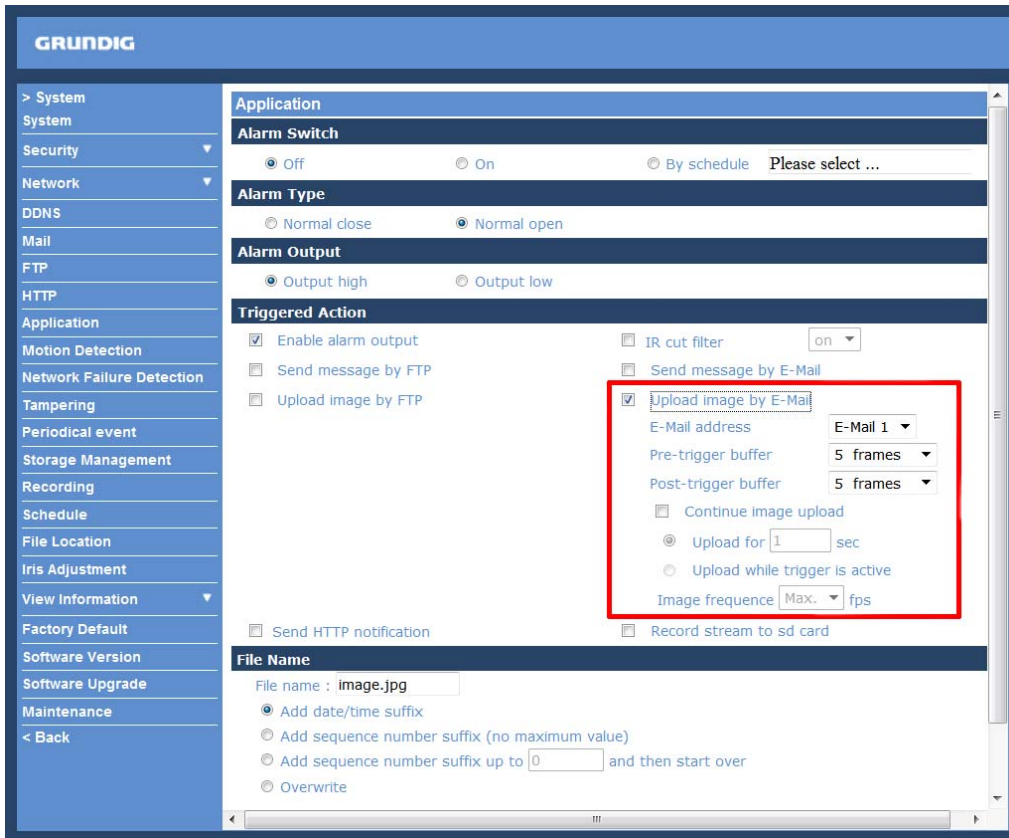 GRUNDIG
> System
System
Security
Network
DDNS
Mail
FTP
HTTP
Application
Motion Detection
Network Failure Detection
Tampering
Periodical event
Storage Management
Recording
Schedule
File Location
Iris Adjustment
View Information
Factory Default
Software Version
Software Upgrade
Maintenance
< Back
Application
Alarm Switch
Off On By schedule Please select ...
Alarm Type
Normal close Normal open
Alarm Output
Output high Output low
Triggered Action
Enable alarm output IR cut filter on
Send message by FTP Send message by E-Mail
Upload image by FTP Upload image by E-Mail
E-Mail address E-Mail 1
Pre-trigger buffer 5 frames
Post-trigger buffer 5 frames
Continue image upload
Upload for 1 sec
Upload while trigger is active
Image frequence Max. fps
Send HTTP notification Record stream to sd card
File Name
File name : image.jpg
Add date/time suffix
Add sequence number suffix (no maximum value)
Add sequence number suffix up to 0 and then start over
Overwrite